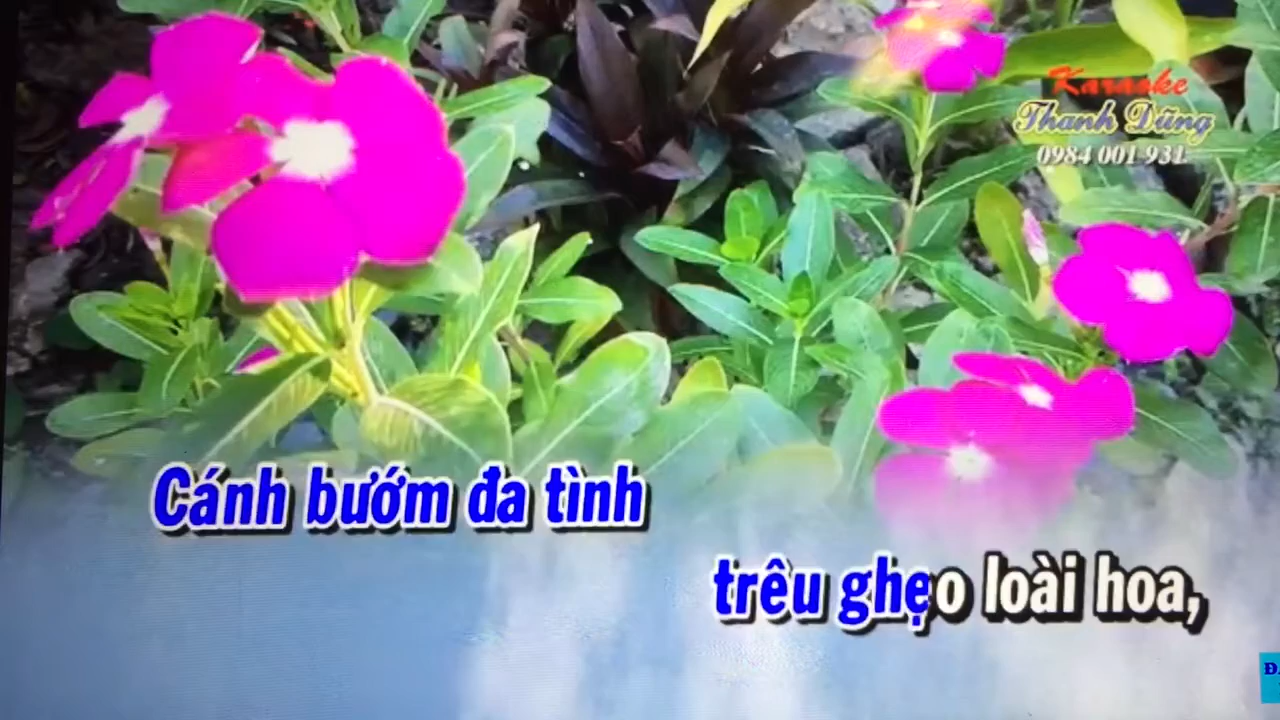 Karaoke
Thanh Dũng
0984 001 931
Cánh bướm đa tình
trêu ghẹo loài hoa,